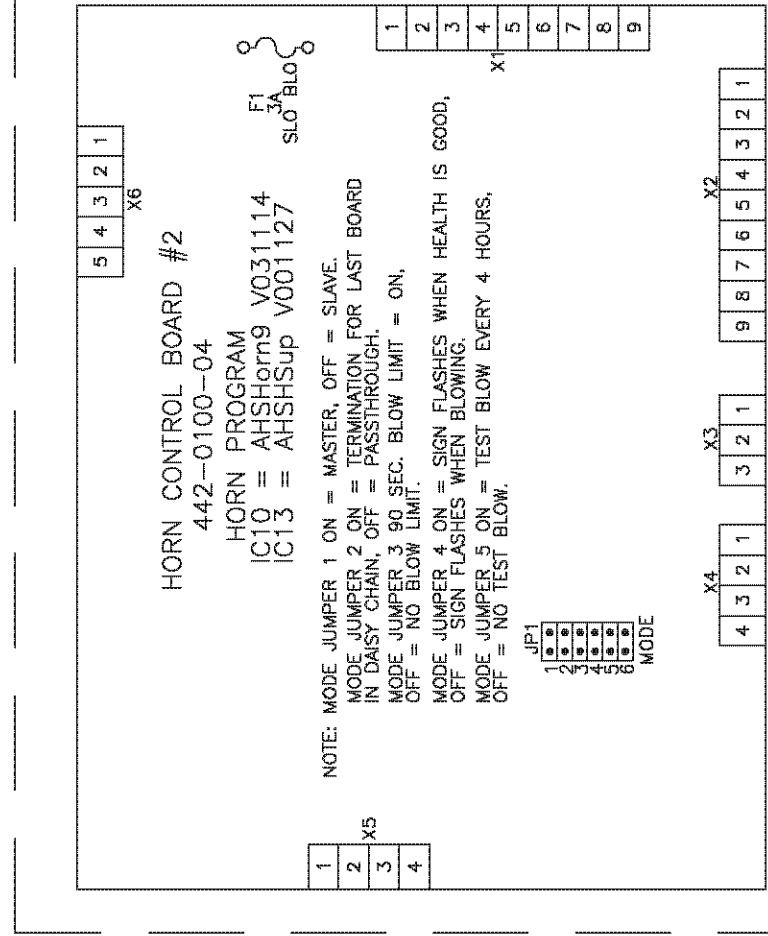 HORN CONTROL BOARD #2
442-0100-04
HORN PROGRAM
IC10 = AHSHorn9 V031114
IC13 = AHSHSup V001127
NOTE: MODE JUMPER 1 ON = MASTER, OFF = SLAVE.
MODE JUMPER 2 ON = TERMINATION FOR LAST BOARD
IN DAISY CHAIN, OFF = PASSTHROUGH.
MODE JUMPER 3 90 SEC. BLOW LIMIT = ON,
OFF = NO BLOW LIMIT.
MODE JUMPER 4 ON = SIGN FLASHES WHEN HEALTH IS GOOD,
OFF = SIGN FLASHES WHEN BLOWING.
MODE JUMPER 5 ON = TEST BLOW EVERY 4 HOURS,
OFF = NO TEST BLOW.
F1
3A
SLO BLO
X6
5 4 3 2 1
X1
1
2
3
4
5
6
7
8
9
X2
9 8 7 6 5 4 3 2 1
X3
3 2 1
X4
4 3 2 1
X5
1
2
3
4
JP1
1
2
3
4
5
6
MODE